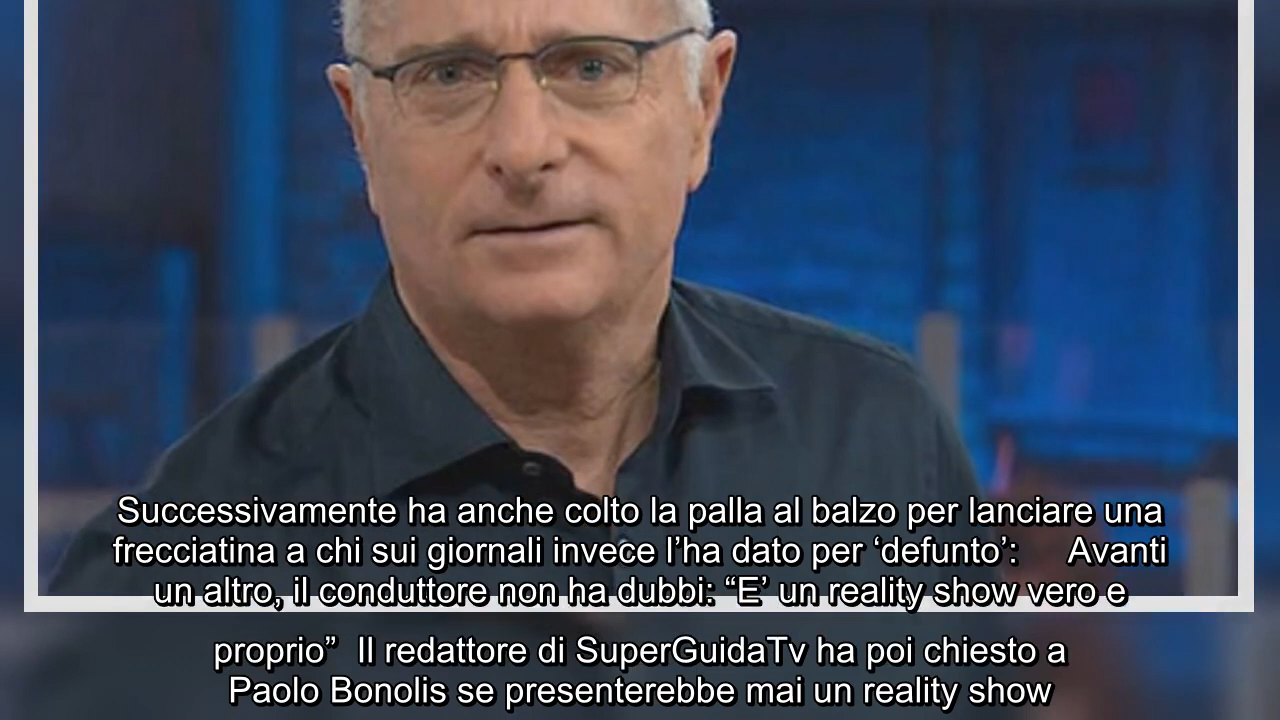 Successivamente ha anche colto la palla al balzo per lanciare una
frecciatina a chi sui giornali invece l’ha dato per ‘defunto’: Avanti
un altro, il conduttore non ha dubbi: “E’ un reality show vero e
proprio” Il redattore di SuperGuidaTv ha poi chiesto a
Paolo Bonolis se presenterebbe mai un reality show